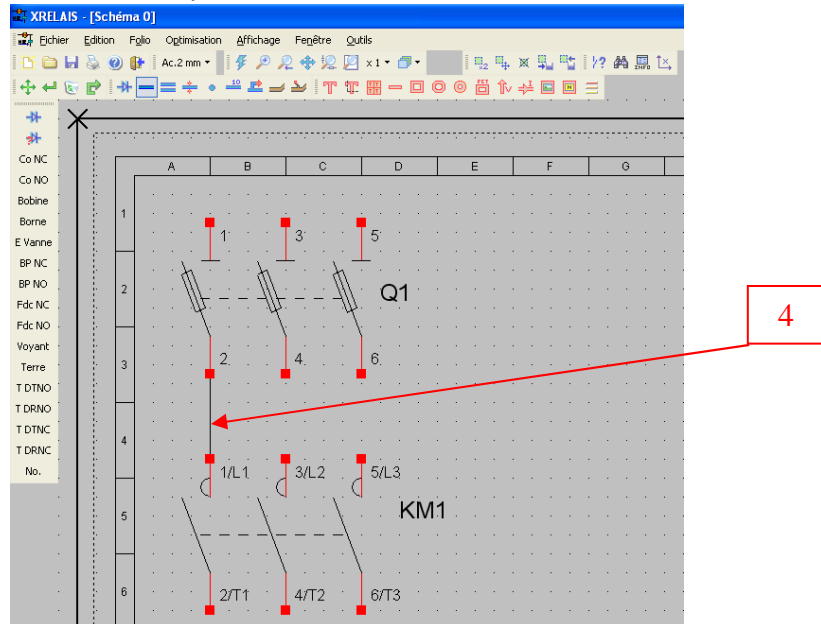 XRELAIS - [Schéma 0]
Fichier Edition Folio Optimisation Affichage Fenêtre Outils
Ac.2 mm x 1
Co NC
Co NO
Bobine
Borne
E Vanne
BP NC
BP NO
Fdc NC
Fdc NO
Voyant
Terre
T DTNO
T DRNO
T DTNC
T DRNC
No.
A B C D E F G
1
1 3 5
2
Q1
4
2 4 6
3
4
1/L1 3/L2 5/L3
KM1
5
6
2/T1 4/T2 6/T3